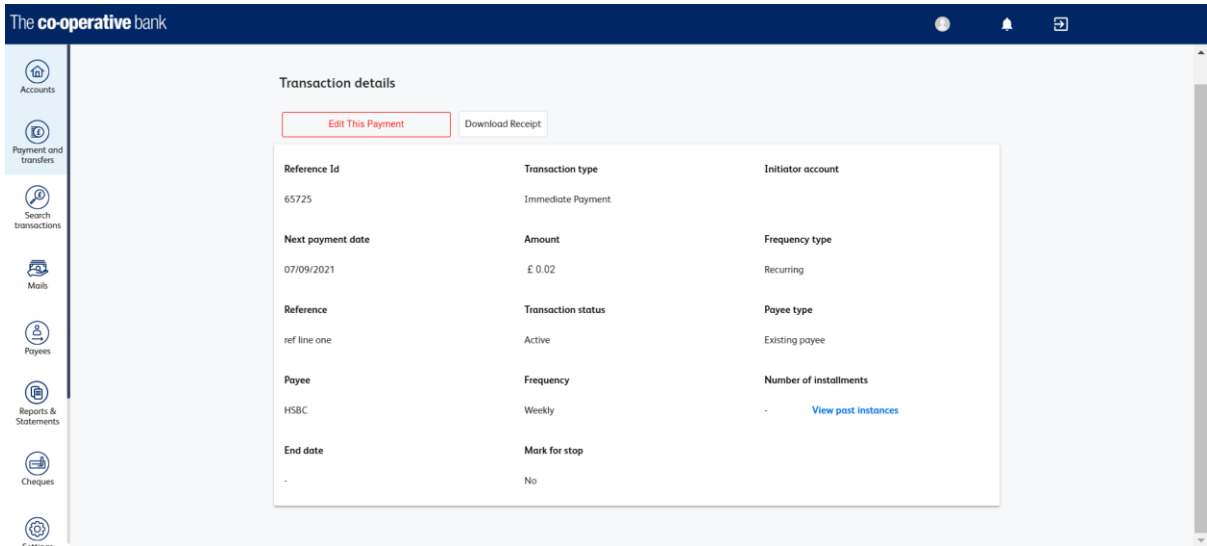 The co-operative bank
Accounts
Payment and
transfers
Search
transactions
Mails
Payees
Reports &
Statements
Cheques
Settings
Transaction details
Edit This Payment
Download Receipt
Reference Id
Transaction type
Initiator account
65725
Immediate Payment
Next payment date
Amount
Frequency type
07/09/2021
£ 0.02
Recurring
Reference
Transaction status
Payee type
ref line one
Active
Existing payee
Payee
Frequency
Number of installments
HSBC
Weekly
-
View past instances
End date
Mark for stop
-
No